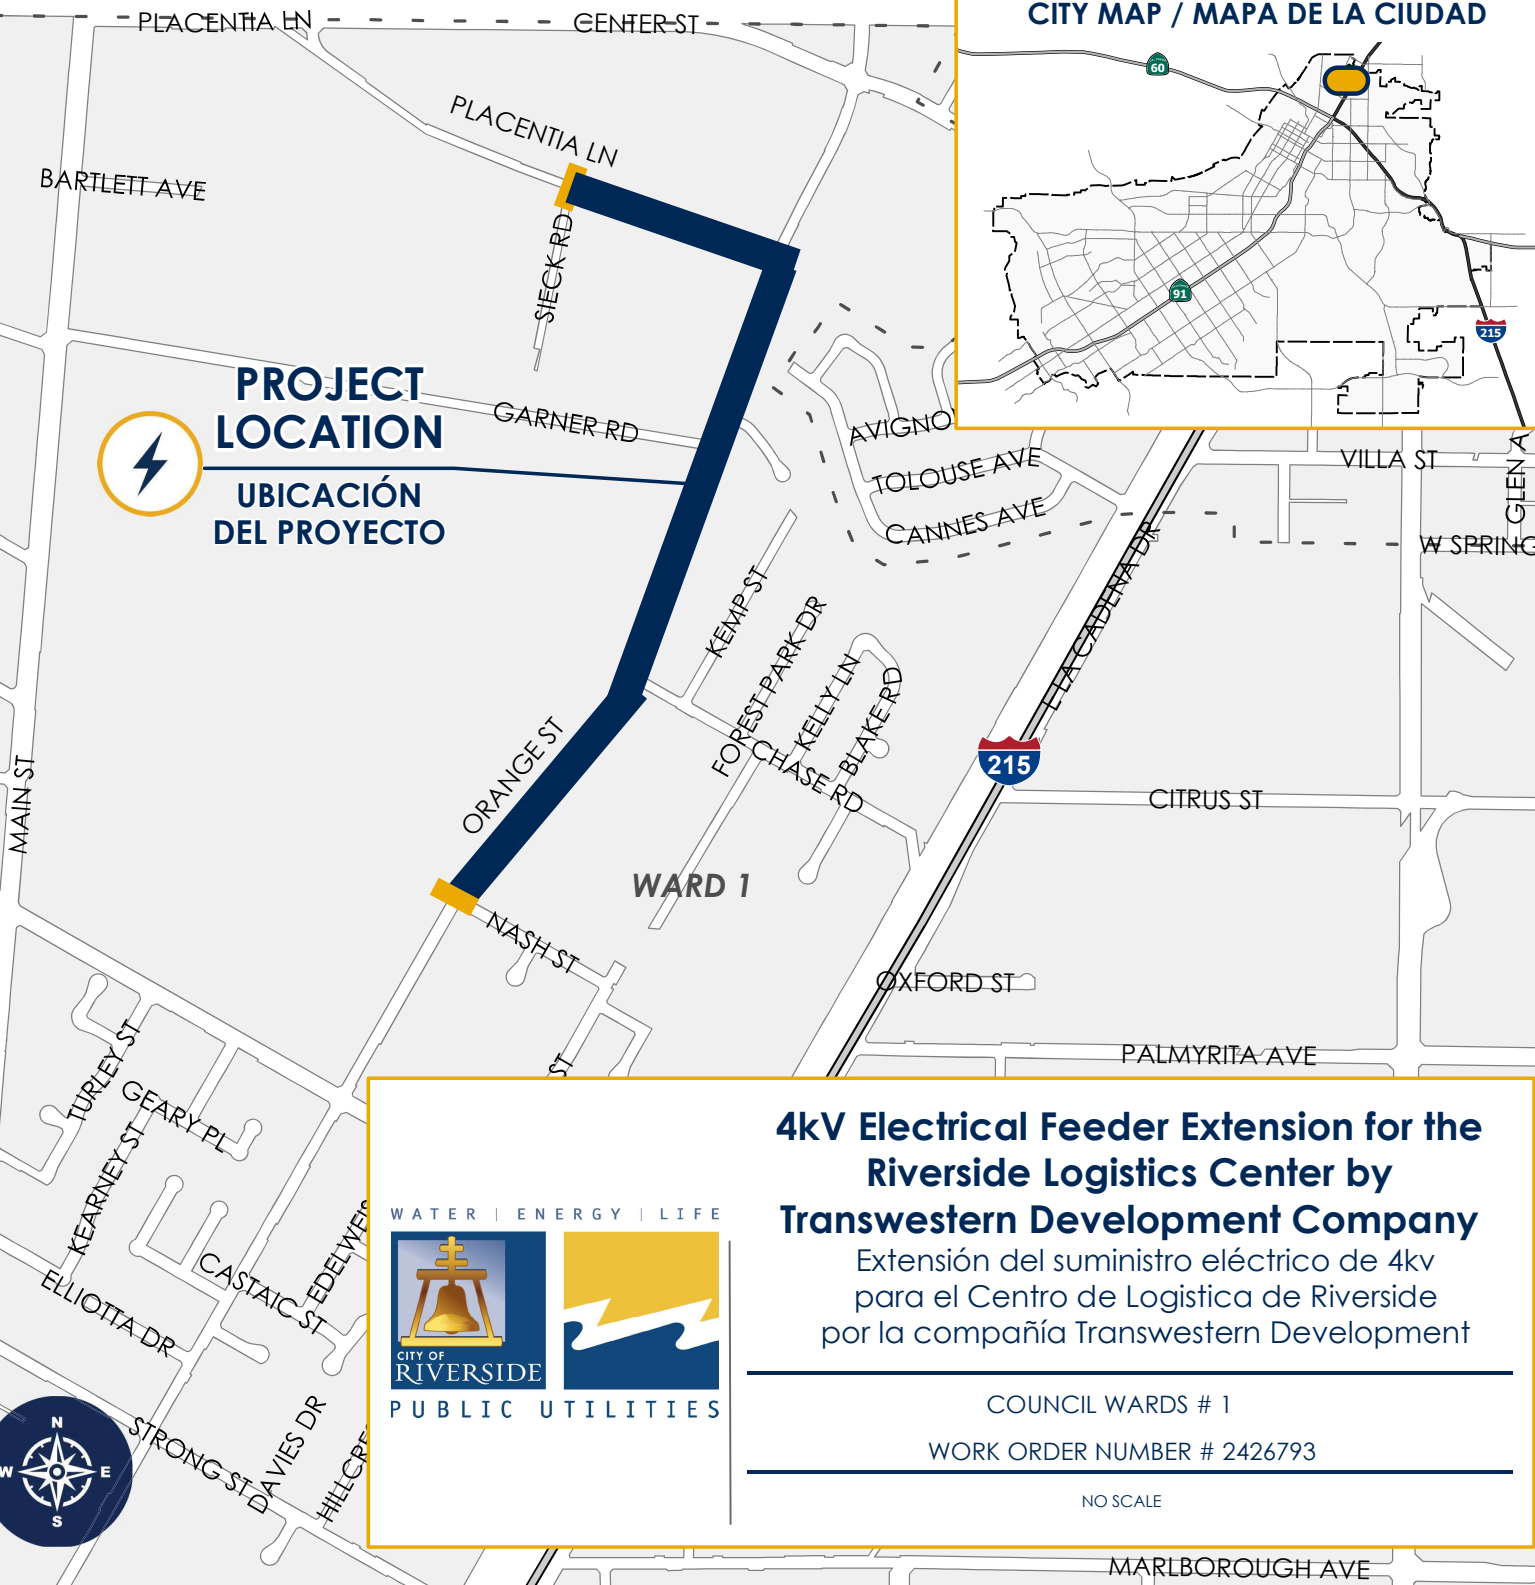 PLACENTIA LN
CENTER ST
CITY MAP / MAPA DE LA CIUDAD
60
91
215
PLACENTIA LN
BARTLETT AVE
SIECK RD
PROJECT
LOCATION
UBICACIÓN
DEL PROYECTO
GARNER RD
TOLOUSE AVE
CANNES AVE
VILLA ST
GLEN A
W SPRING
KEMP ST
FOREST PARK DR
KELLY LN
BLAKE RD
CHASE RD
E LA CADENA DR
215
ORANGE ST
MAIN ST
CITRUS ST
WARD 1
NASH ST
OXFORD ST
PALMYRITA AVE
ST
TURLEY ST
GEARY PL
KEARNEY ST
CASTAIC ST
ELLIOTTA DR
STRONG ST
DAVIES DR
N
W
E
S
WATER | ENERGY | LIFE
CITY OF
RIVERSIDE
PUBLIC UTILITIES
4kV Electrical Feeder Extension for the
Riverside Logistics Center by
Transwestern Development Company
Extensión del suministro eléctrico de 4kv
para el Centro de Logistica de Riverside
por la compañía Transwestern Development
COUNCIL WARDS # 1
WORK ORDER NUMBER # 2426793
NO SCALE
MARLBOROUGH AVE